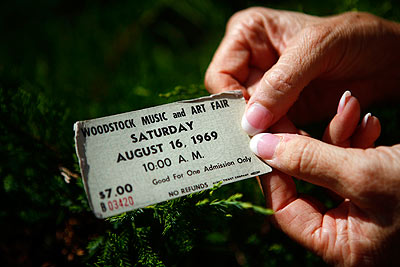 WOODSTOCK MUSIC and ART FAIR
SATURDAY
AUGUST 16, 1969
10:00 A. M.
$7.00 Good For One Admission Only
B 03420 NO REFUNDS